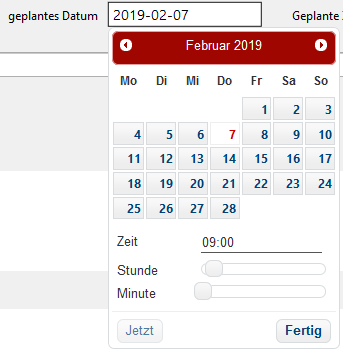 geplantes Datum 2019-02-07 Geplante
Februar 2019
Mo Di Mi Do Fr Sa So
1 2 3
4 5 6 7 8 9 10
11 12 13 14 15 16 17
18 19 20 21 22 23 24
25 26 27 28
Zeit 09:00
Stunde
Minute
Jetzt Fertig